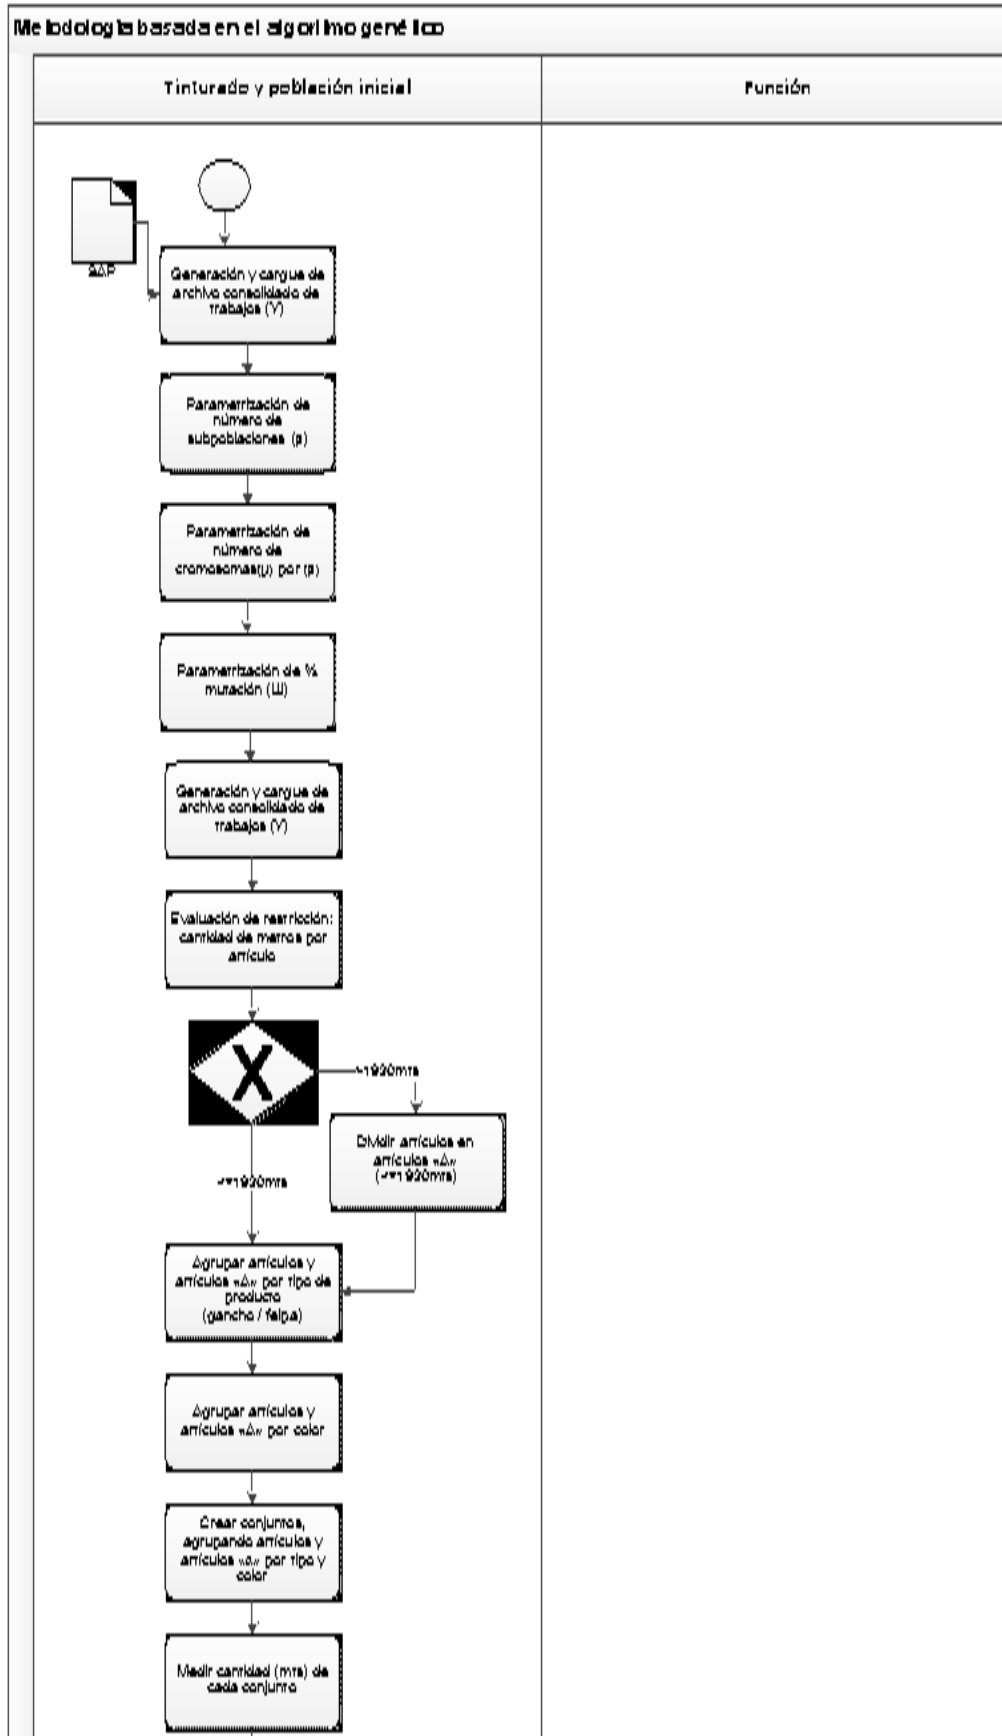 Metodología basada en el algoritmo genético
Tinturado y población inicial
Función
SAP
Generación y cargue de
archivo consolidado de
trabajos (Y)
Parametrización de
número de
subpoblaciones (p)
Parametrización de
número de
cromosomas(μ) por (p)
Parametrización de %
mutación (Ш)
Generación y cargue de
archivo consolidado de
trabajos (Y)
Evaluación de restricción:
cantidad de metros por
artículo
X
>1920mts
Dividir artículos en
artículos "Δ"
(<=1920mts)
<=1920mts
Agrupar artículos y
artículos "Δ" por tipo de
producto
(gancho / felpa)
Agrupar artículos y
artículos "Δ" por color
Crear conjuntos,
agrupando artículos y
artículos "Δ" por tipo y
color
Medir cantidad (mts) de
cada conjunto